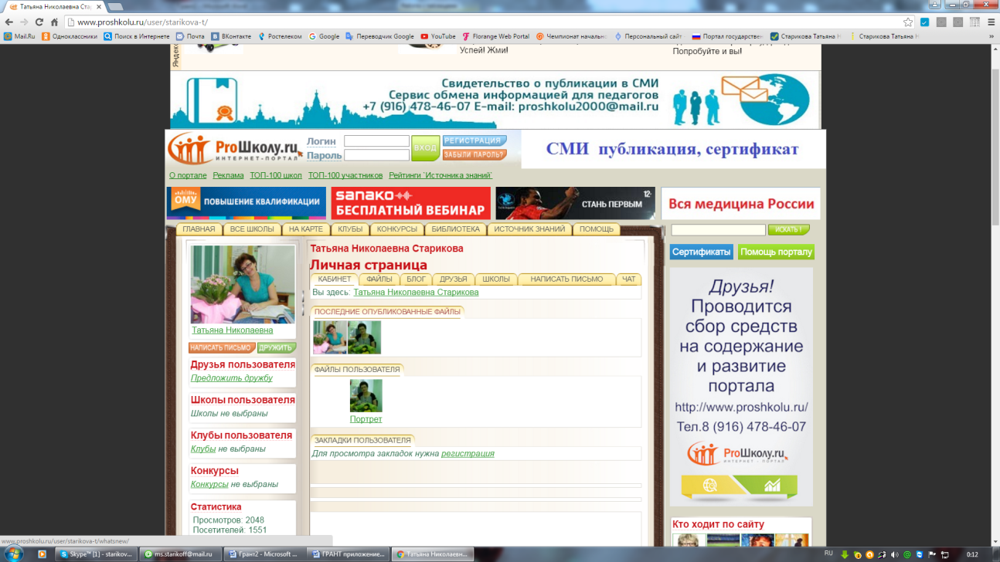 Татьяна Николаевна Стар
www.proshkolu.ru/user/starikova-t/
Mail.Ru Одноклассники Поиск в Интернете Почта ВКонтакте Ростелеком Google Переводчик Google YouTube Florange Web Portal Чемпионат начальн Персональный сайт Портал государствен Старикова Татьяна Н Старикова Татьяна Н
Успей! Жми!
Попробуйте и вы!
Свидетельство о публикации в СМИ
Сервис обмена информацией для педагогов
+7 (916) 478-46-07 E-mail: proshkolu2000@mail.ru
ProШколу.ru
ИНТЕРНЕТ-ПОРТАЛ
Логин
Пароль
ВХОД
РЕГИСТРАЦИЯ
ЗАБЫЛИ ПАРОЛЬ?
СМИ публикация, сертификат
О портале Реклама ТОП-100 школ ТОП-100 участников Рейтинги `Источника знаний`
ОМУ ПОВЫШЕНИЕ КВАЛИФИКАЦИИ
sanako
БЕСПЛАТНЫЙ ВЕБИНАР
СТАНЬ ПЕРВЫМ
12+
Вся медицина России
ГЛАВНАЯ ВСЕ ШКОЛЫ НА КАРТЕ КЛУБЫ КОНКУРСЫ БИБЛИОТЕКА ИСТОЧНИК ЗНАНИЙ ПОМОЩЬ
ИСКАТЬ !
Татьяна Николаевна
НАПИСАТЬ ПИСЬМО ДРУЖИТЬ
Друзья пользователя
Предложить дружбу
Школы пользователя
Школы не выбраны
Клубы пользователя
Клубы не выбраны
Конкурсы
Конкурсы не выбраны
Статистика
Просмотров: 2048
Посетителей: 1551
Татьяна Николаевна Старикова
Личная страница
КАБИНЕТ ФАЙЛЫ БЛОГ ДРУЗЬЯ ШКОЛЫ НАПИСАТЬ ПИСЬМО ЧАТ
Вы здесь: Татьяна Николаевна Старикова
ПОСЛЕДНИЕ ОПУБЛИКОВАННЫЕ ФАЙЛЫ
ФАЙЛЫ ПОЛЬЗОВАТЕЛЯ
Портрет
ЗАКЛАДКИ ПОЛЬЗОВАТЕЛЯ
Для просмотра закладок нужна регистрация
Сертификаты Помощь порталу
Друзья!
Проводится
сбор средств
на содержание
и развитие
портала
http://www.proshkolu.ru/
Тел.8 (916) 478-46-07
ProШколу.ru
ИНТЕРНЕТ - ПОРТАЛ
Кто ходит по сайту
www.proshkolu.ru/user/starikova-t/whatsnew/
Skype™ [1] - starikov... ms.starikoff@mail.ru Грант2 - Microsoft ... ГРАНТ приложение... Татьяна Николаевн...
RU
0:12